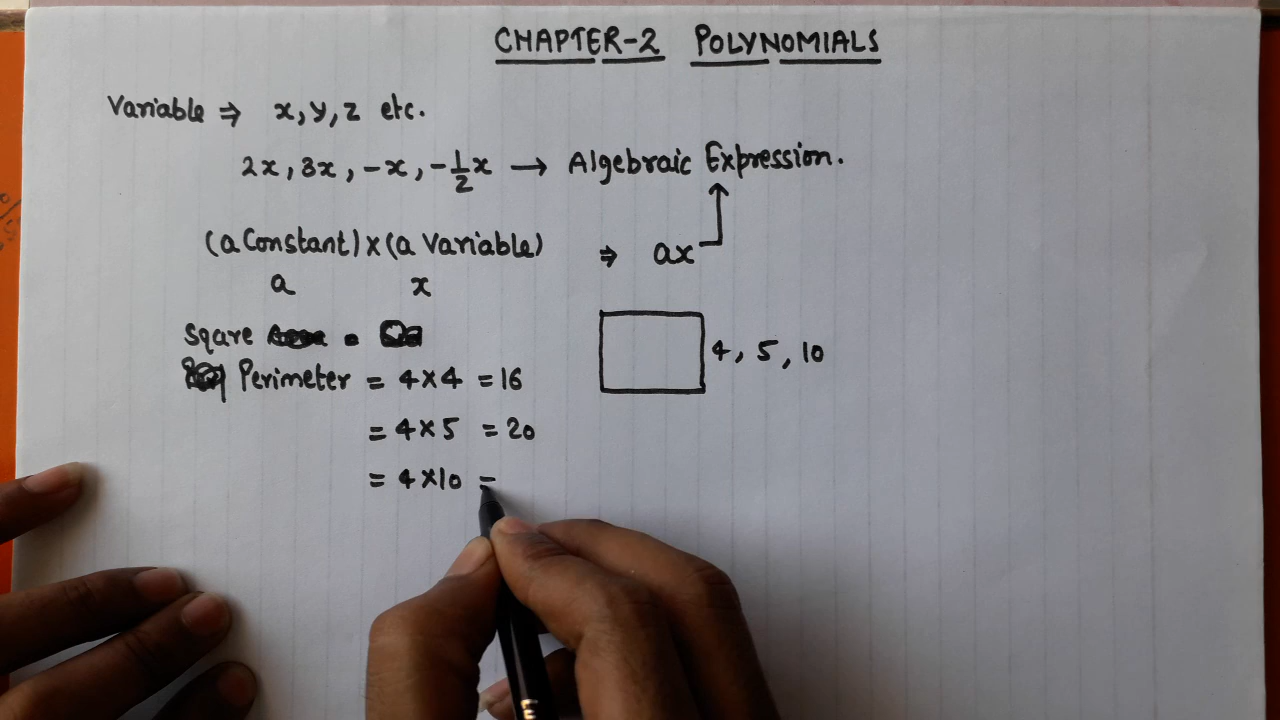 CHAPTER-2 POLYNOMIALS
Variable ⇒ x, y, z etc.
2x, 3x, -x, -1/2x → Algebraic Expression.
(a Constant) × (a Variable) ⇒ ax
a x
Sqare
4, 5, 10
Perimeter = 4×4 = 16
= 4×5 = 20
= 4×10 =